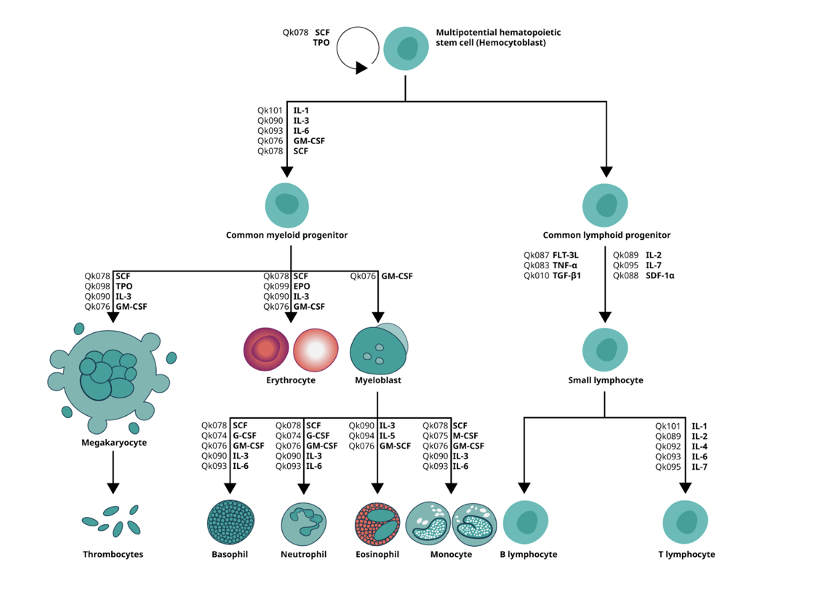 Qk078 SCF
TPO
Multipotential hematopoietic
stem cell (Hemocytoblast)
Qk101 IL-1
Qk090 IL-3
Qk093 IL-6
Qk076 GM-CSF
Qk078 SCF
Common myeloid progenitor
Common lymphoid progenitor
Qk087 FLT-3L
Qk083 TNF-α
Qk010 TGF-β1
Qk089 IL-2
Qk095 IL-7
Qk088 SDF-1α
Qk078 SCF
Qk098 TPO
Qk090 IL-3
Qk076 GM-CSF
Qk078 SCF
Qk099 EPO
Qk090 IL-3
Qk076 GM-CSF
Qk076 GM-CSF
Erythrocyte
Myeloblast
Small lymphocyte
Megakaryocyte
Qk078 SCF
Qk074 G-CSF
Qk076 GM-CSF
Qk090 IL-3
Qk093 IL-6
Qk078 SCF
Qk074 G-CSF
Qk076 GM-CSF
Qk090 IL-3
Qk093 IL-6
Qk090 IL-3
Qk094 IL-5
Qk076 GM-SCF
Qk078 SCF
Qk075 M-CSF
Qk076 GM-CSF
Qk090 IL-3
Qk093 IL-6
Qk101 IL-1
Qk089 IL-2
Qk092 IL-4
Qk093 IL-6
Qk095 IL-7
Thrombocytes
Basophil
Neutrophil
Eosinophil
Monocyte
B lymphocyte
T lymphocyte